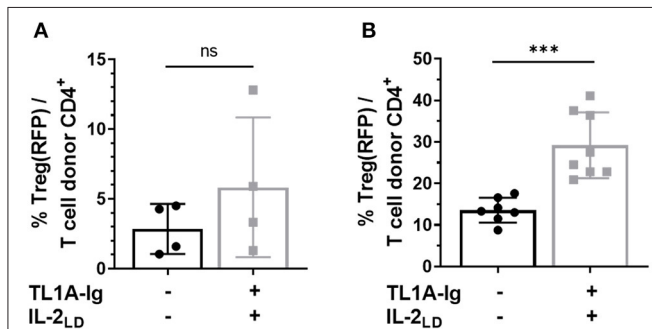 A
ns
% Treg(RFP) /
T cell donor CD4+
15
10
5
0
TL1A-Ig - +
IL-2LD - +
B
***
% Treg(RFP) /
T cell donor CD4+
50
40
30
20
10
0
TL1A-Ig - +
IL-2LD - +